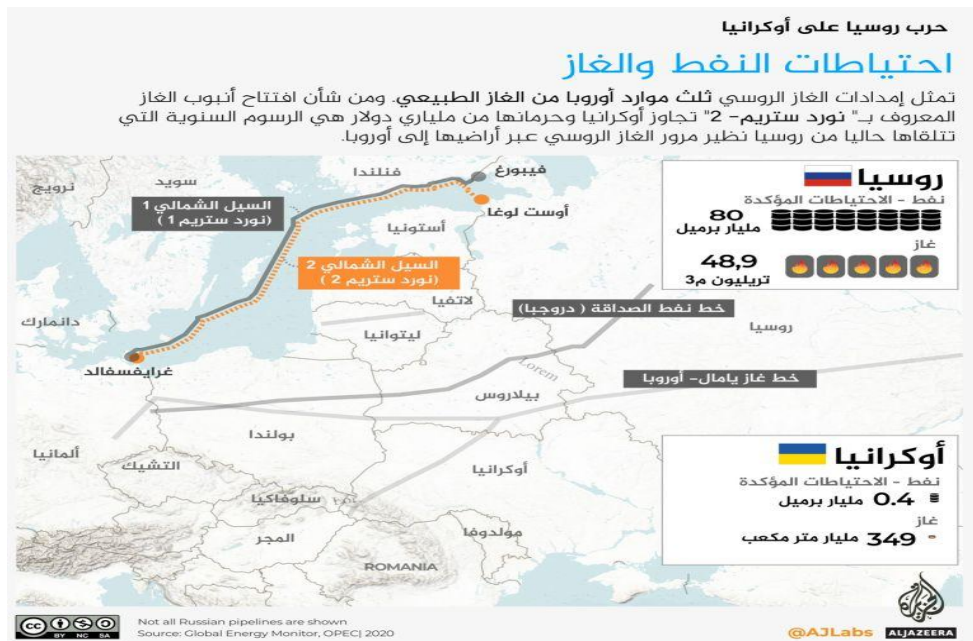 حرب روسيا على أوكرانيا
احتياطات النفط والغاز
تمثل إمدادات الغاز الروسي ثلث موارد أوروبا من الغاز الطبيعي. ومن شأن افتتاح أنبوب الغاز
المعروف بـ" نورد ستريم- 2" تجاوز أوكرانيا وحرمانها من ملياري دولار هي الرسوم السنوية التي
تتلقاها حاليا من روسيا نظير مرور الغاز الروسي عبر أراضيها إلى أوروبا.
روسيا
نفط - الاحتياطات المؤكدة
80
مليار برميل
غاز
48,9
تريليون م3
فيبورغ
فنلندا
سويد
نرويج
أوست لوغا
السيل الشمالي 1
(نورد ستريم 1 )
أستونيا
السيل الشمالي 2
(نورد ستريم 2 )
لاتفيا
خط نفط الصداقة ( دروجبا)
روسيا
دانمارك
ليتوانيا
غرايفسفالد
Lorem
خط غاز يامال- أوروبا
بيلاروس
بولندا
ألمانيا
التشيك
أوكرانيا
سلوفاكيا
المجر
مولدوفا
ROMANIA
أوكرانيا
نفط - الاحتياطات المؤكدة
0.4 مليار برميل
غاز
349 مليار متر مكعب
cc BY NC SA
Not all Russian pipelines are shown
Source: Global Energy Monitor, OPEC| 2020
@AJLabs
ALJAZEERA